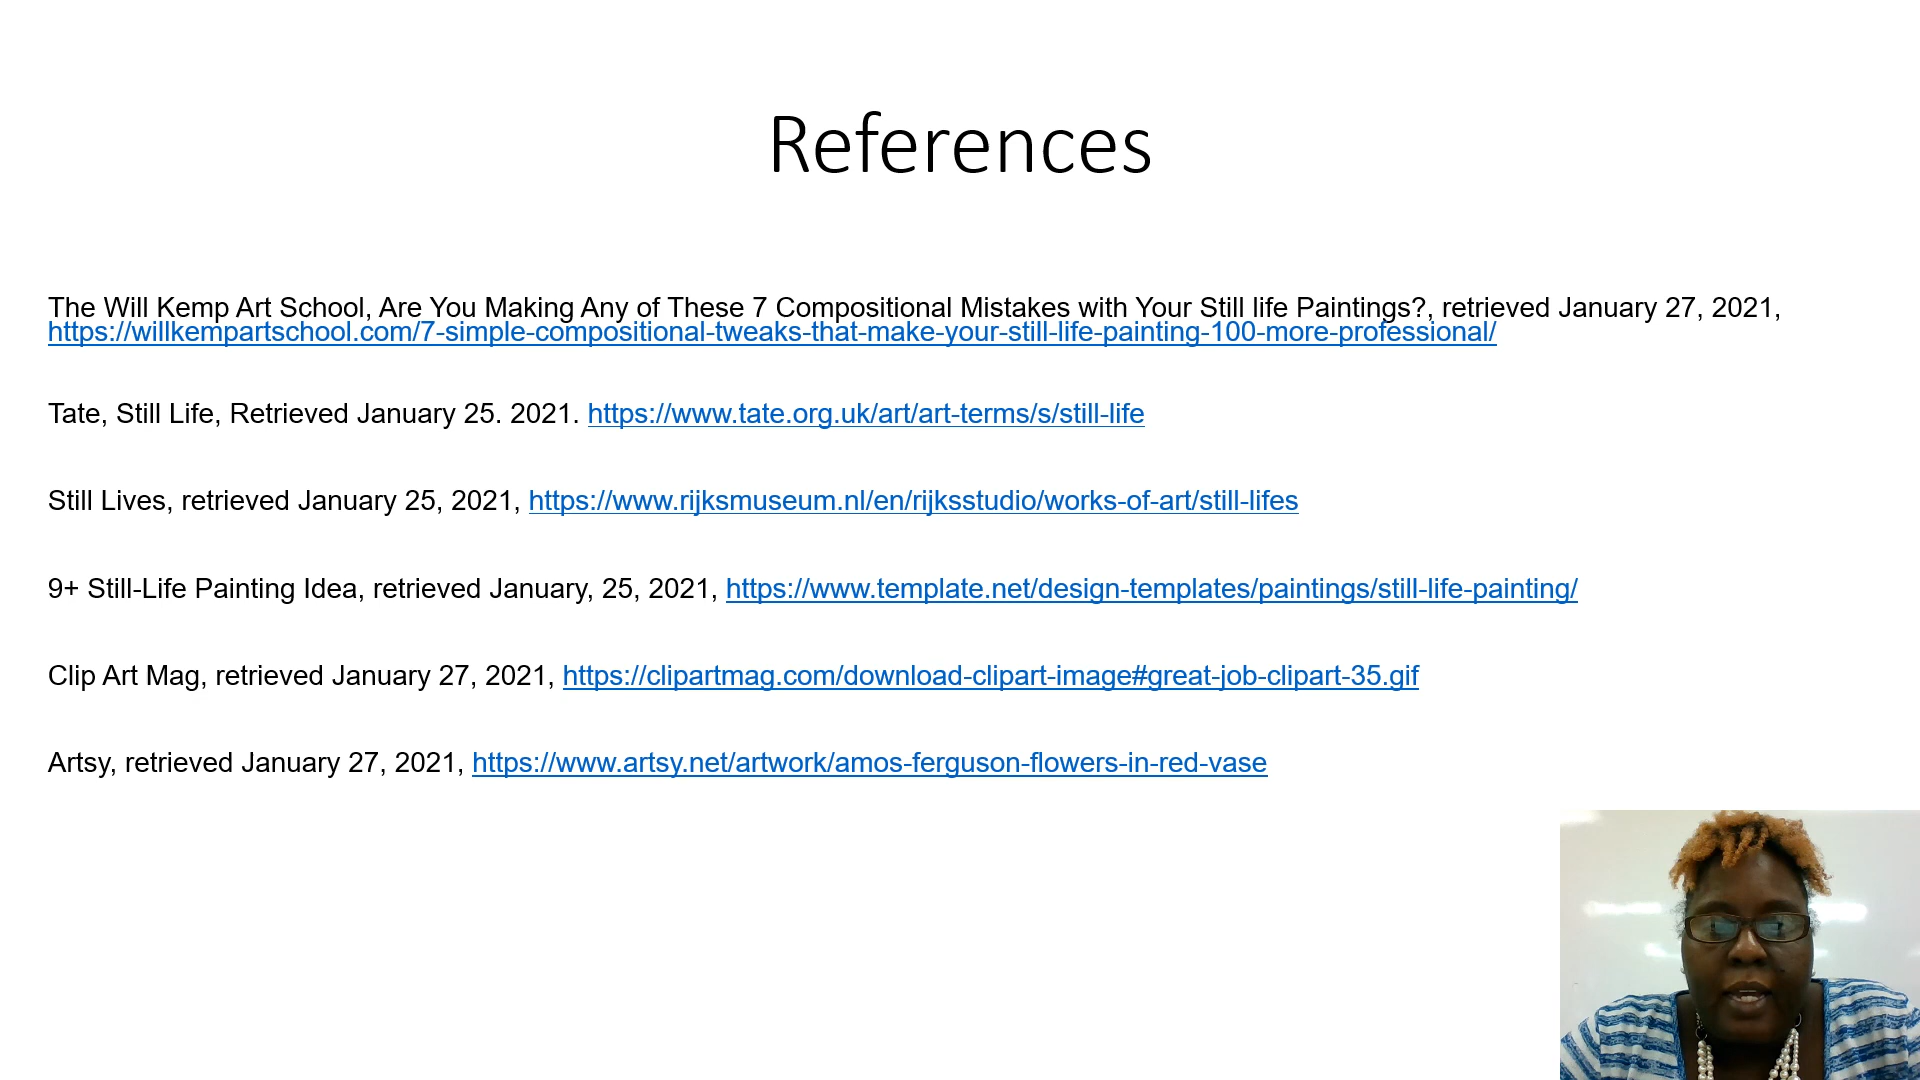 References
The Will Kemp Art School, Are You Making Any of These 7 Compositional Mistakes with Your Still life Paintings?, retrieved January 27, 2021,
https://willkempartschool.com/7-simple-compositional-tweaks-that-make-your-still-life-painting-100-more-professional/
Tate, Still Life, Retrieved January 25. 2021. https://www.tate.org.uk/art/art-terms/s/still-life
Still Lives, retrieved January 25, 2021, https://www.rijksmuseum.nl/en/rijksstudio/works-of-art/still-lifes
9+ Still-Life Painting Idea, retrieved January, 25, 2021, https://www.template.net/design-templates/paintings/still-life-painting/
Clip Art Mag, retrieved January 27, 2021, https://clipartmag.com/download-clipart-image#great-job-clipart-35.gif
Artsy, retrieved January 27, 2021, https://www.artsy.net/artwork/amos-ferguson-flowers-in-red-vase